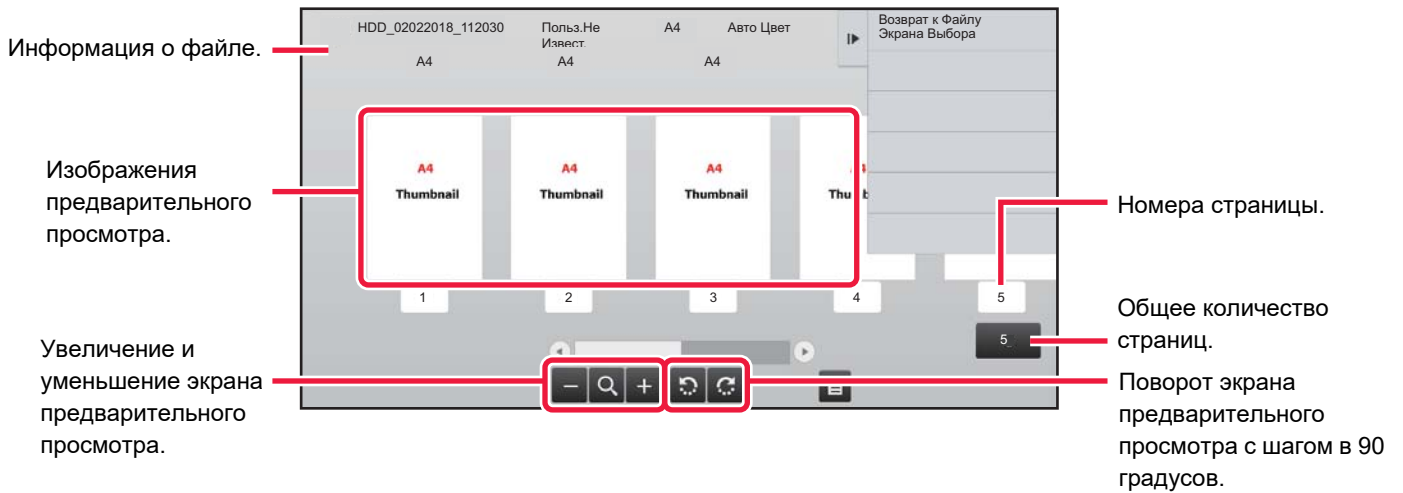 Информация о файле.
HDD_02022018_112030 Польз.Не Извест. A4 Авто Цвет
A4 A4 A4
Возврат к Файлу
Экрана Выбора
Изображения
предварительного
просмотра.
A4 A4 A4
Thumbnail Thumbnail Thumbnail Thu
Номера страницы.
1 2 3 4 5
Общее количество
страниц.
5
Увеличение и
уменьшение экрана
предварительного
просмотра.
Поворот экрана
предварительного
просмотра с шагом в 90
градусов.